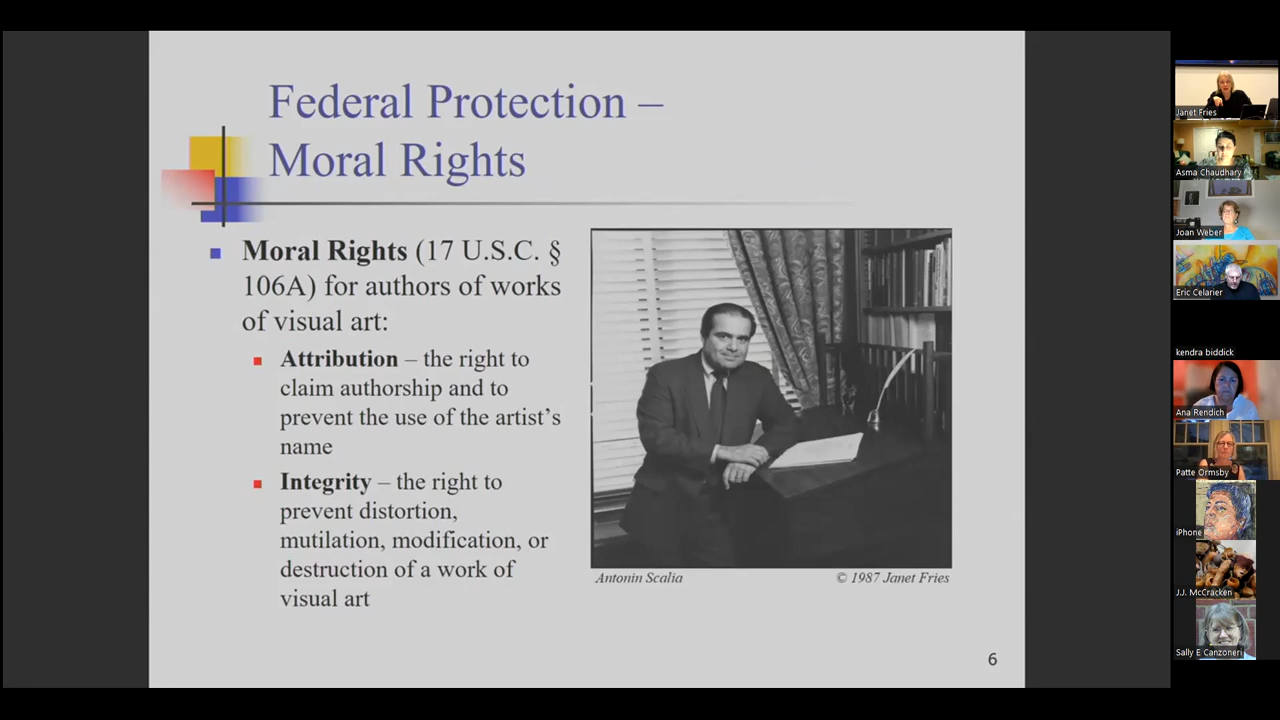 Federal Protection –
Moral Rights
Moral Rights (17 U.S.C. §
106A) for authors of works
of visual art:
Attribution – the right to
claim authorship and to
prevent the use of the artist's
name
Integrity – the right to
prevent distortion,
mutilation, modification, or
destruction of a work of
visual art
Antonin Scalia
© 1987 Janet Fries
6
Janet Fries
Asma Chaudhary
Joan Weber
Eric Celarier
kendra biddick
Ana Rendich
Patte Ormsby
iPhone
J.J. McCracken
Sally E Canzoneri